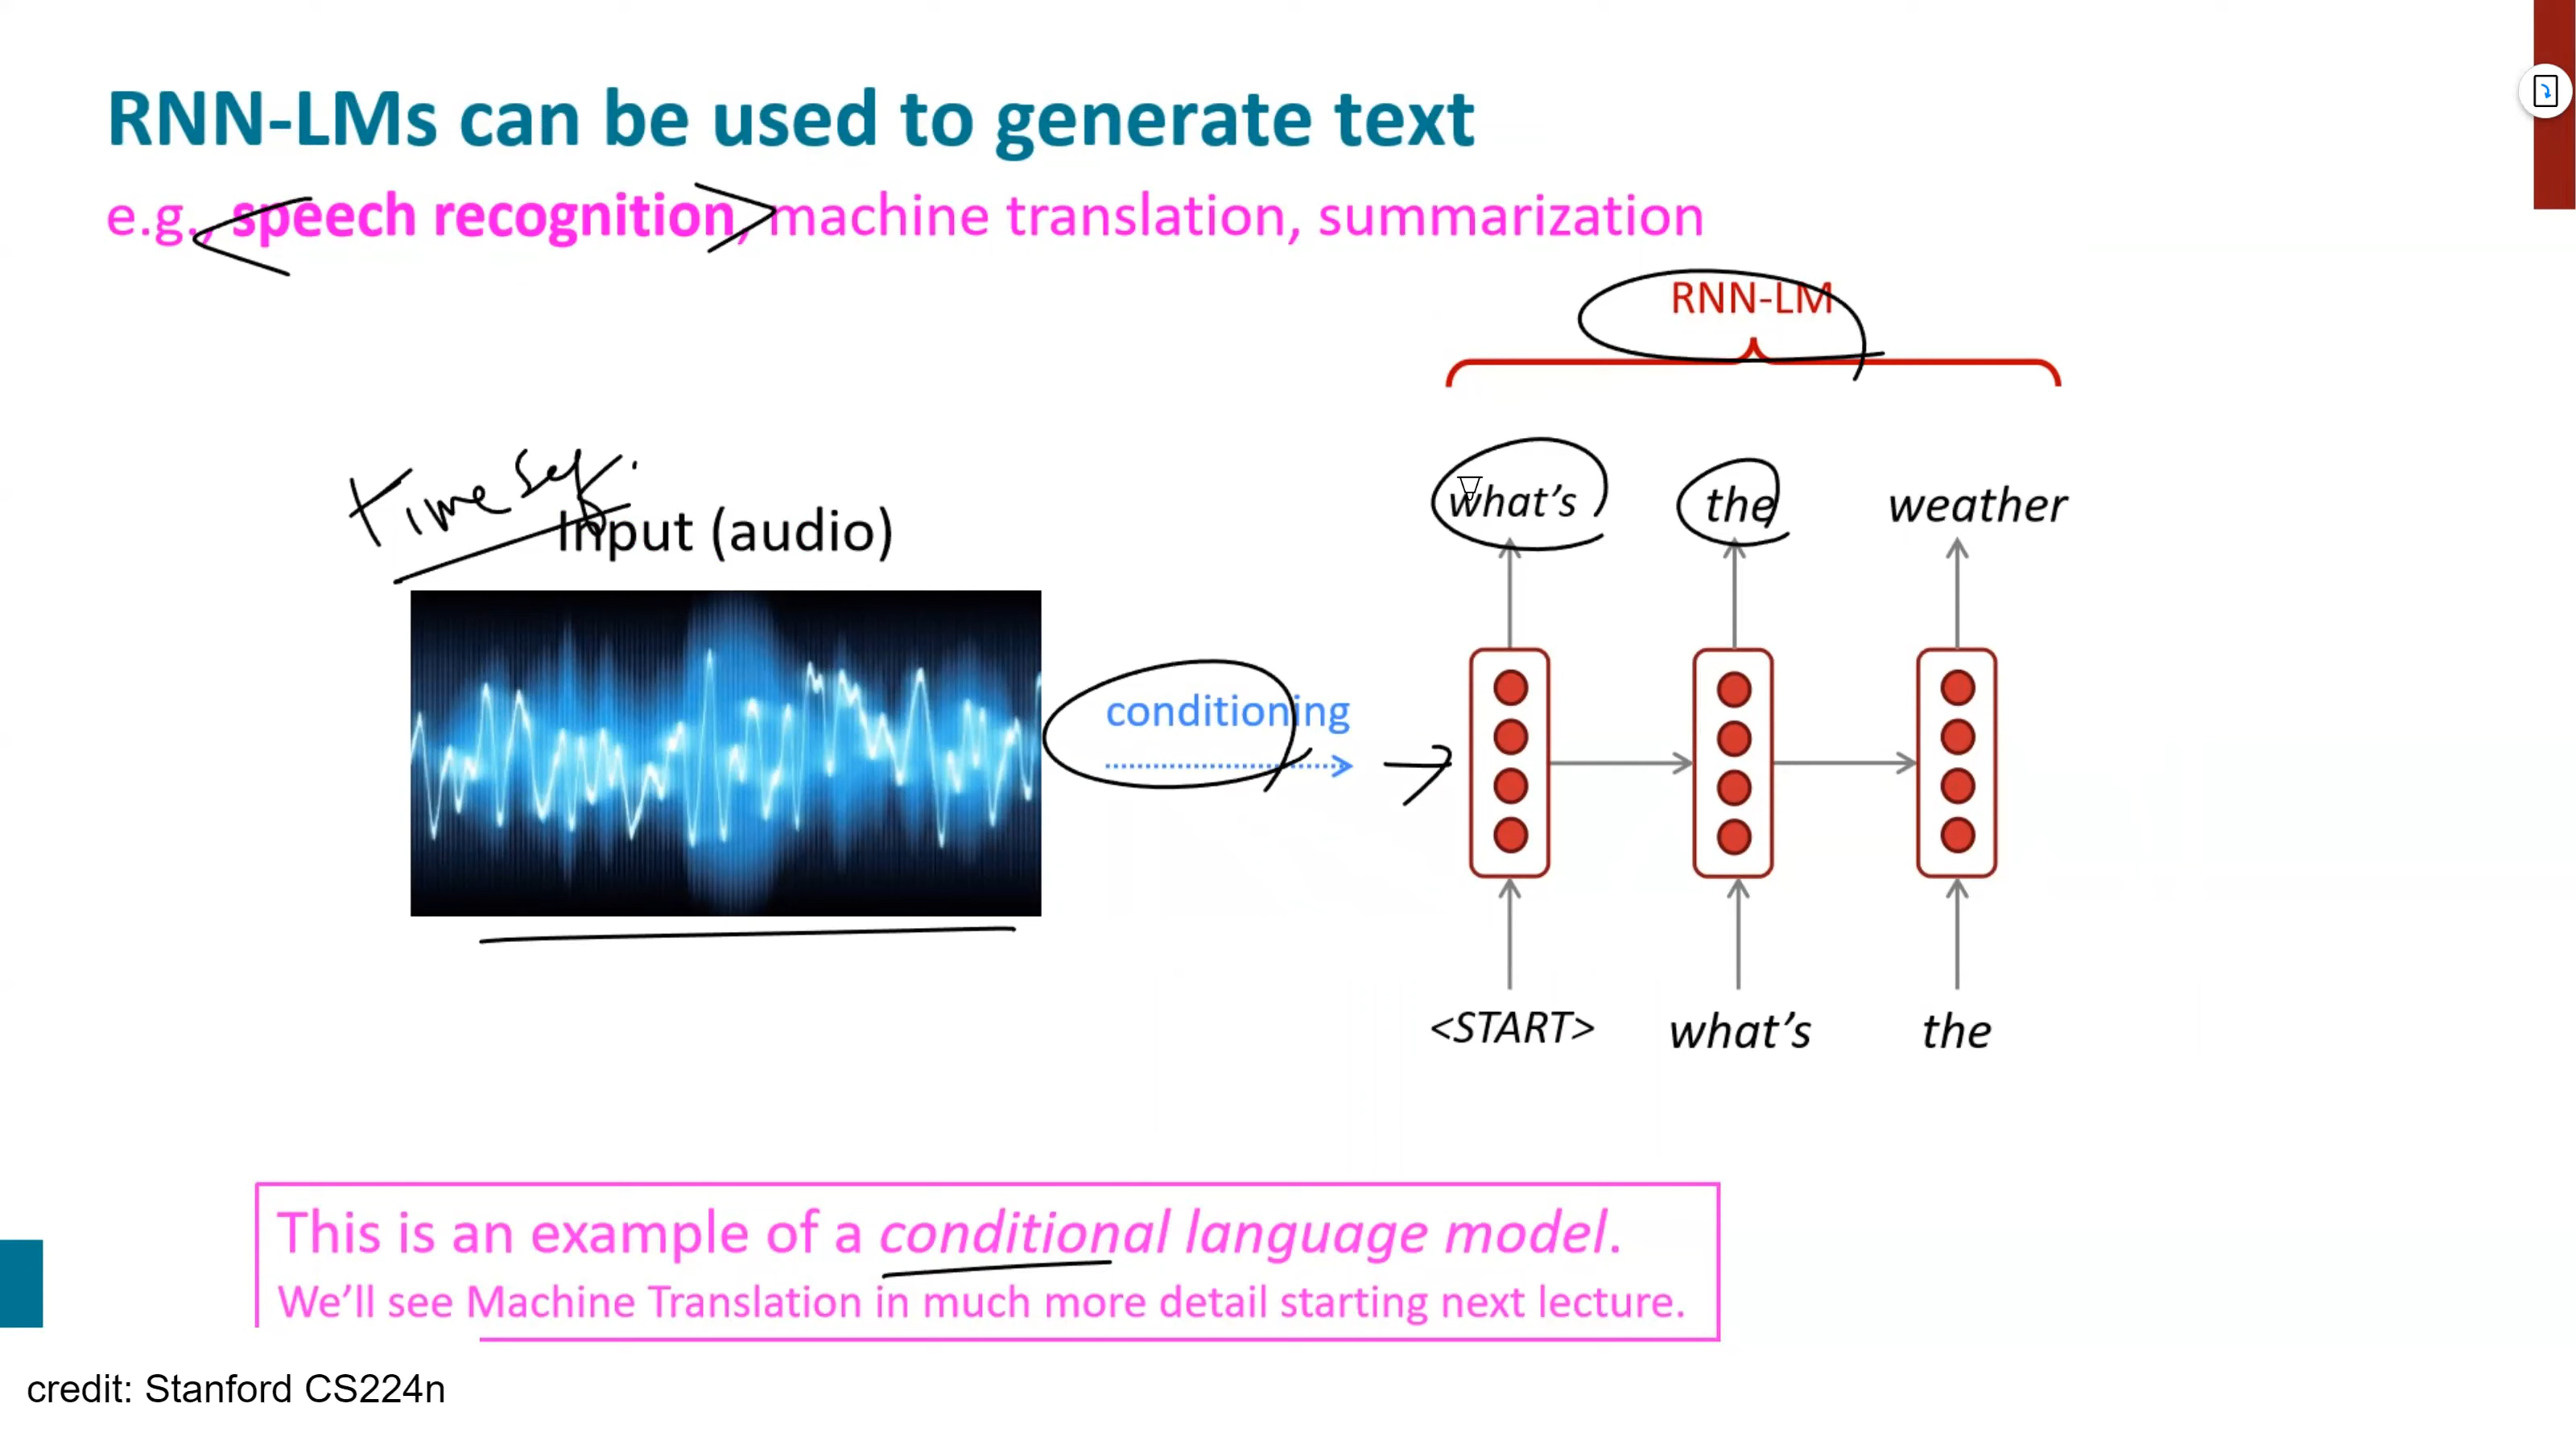 RNN-LMs can be used to generate text
e.g., speech recognition, machine translation, summarization
RNN-LM
Time Seq.
Input (audio)
what's the weather
conditioning
<START> what's the
This is an example of a conditional language model.
We'll see Machine Translation in much more detail starting next lecture.
credit: Stanford CS224n